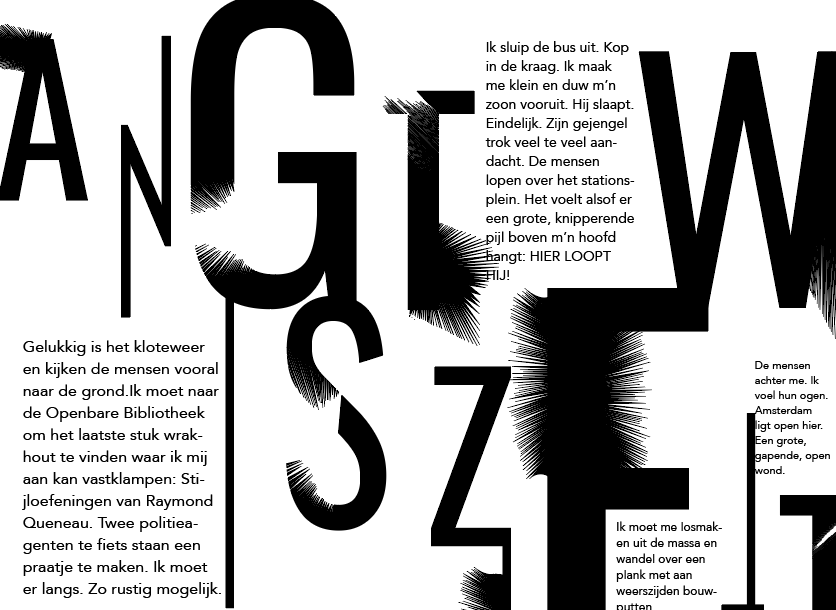 A N G T W
I S Z E I T
Ik sluip de bus uit. Kop
in de kraag. Ik maak
me klein en duw m’n
zoon vooruit. Hij slaapt.
Eindelijk. Zijn gejengel
trok veel te veel aan-
dacht. De mensen
lopen over het stations-
plein. Het voelt alsof er
een grote, knipperende
pijl boven m’n hoofd
hangt: HIER LOOPT
HIJ!
Gelukkig is het kloteweer
en kijken de mensen vooral
naar de grond.Ik moet naar
de Openbare Bibliotheek
om het laatste stuk wrak-
hout te vinden waar ik mij
aan kan vastklampen: Sti-
jloefeningen van Raymond
Queneau. Twee politiea-
genten te fiets staan een
praatje te maken. Ik moet
er langs. Zo rustig mogelijk.
De mensen
achter me. Ik
voel hun ogen.
Amsterdam
ligt open hier.
Een grote,
gapende, open
wond.
Ik moet me losmak-
en uit de massa en
wandel over een
plank met aan
weerszijden bouw-
putten